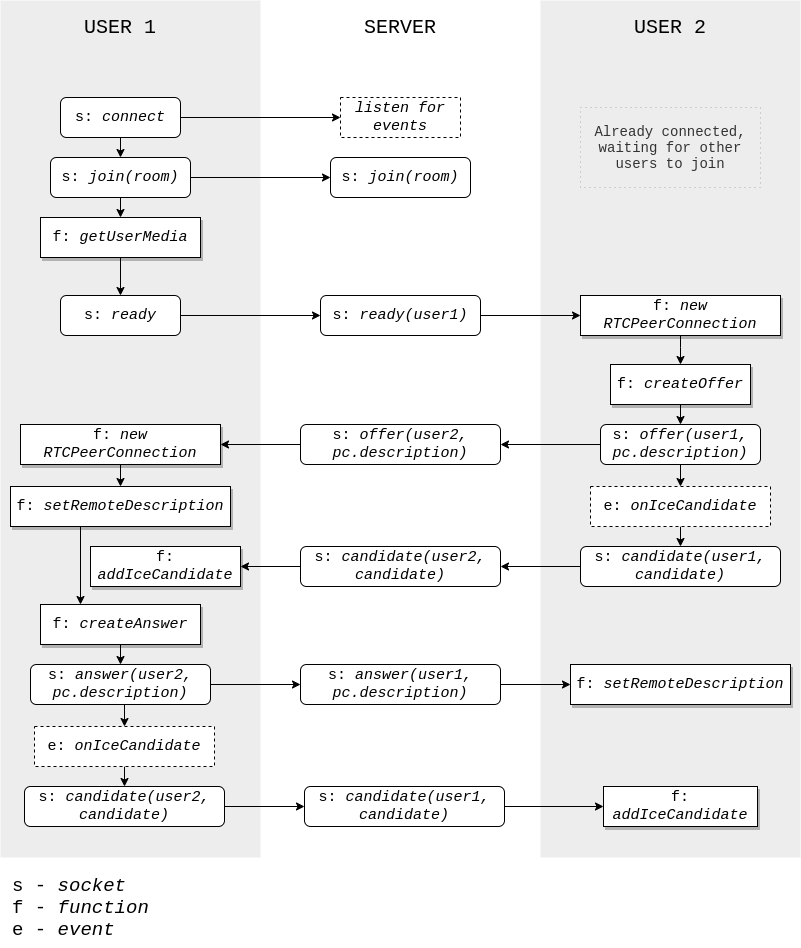 USER 1
SERVER
USER 2
s: connect
listen for
events
Already connected,
waiting for other
users to join
s: join(room)
s: join(room)
f: getUserMedia
s: ready
s: ready(user1)
f: new
RTCPeerConnection
f: createOffer
f: new
RTCPeerConnection
s: offer(user2,
pc.description)
s: offer(user1,
pc.description)
f: setRemoteDescription
e: onIceCandidate
f:
addIceCandidate
s: candidate(user2,
candidate)
s: candidate(user1,
candidate)
f: createAnswer
s: answer(user2,
pc.description)
s: answer(user1,
pc.description)
f: setRemoteDescription
e: onIceCandidate
s: candidate(user2,
candidate)
s: candidate(user1,
candidate)
f:
addIceCandidate
s - socket
f - function
e - event